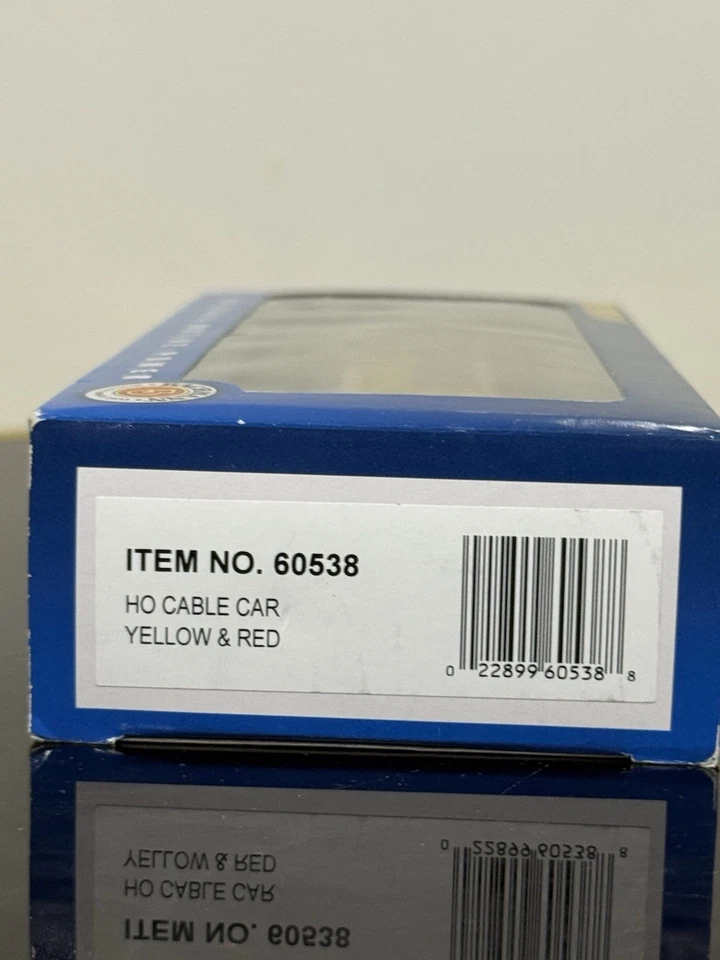 ITEM NO. 60538
HO CABLE CAR
YELLOW & RED
0 22899 60538 8